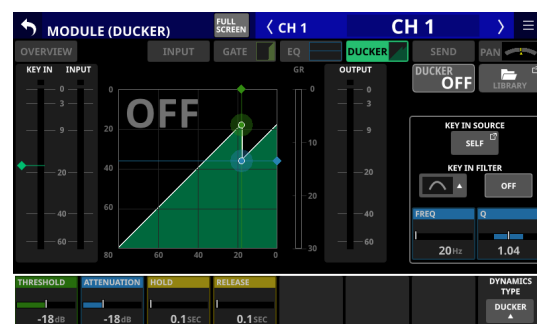 MODULE (DUCKER)
FULL SCREEN
CH 1
CH 1
OVERVIEW
INPUT
GATE
EQ
DUCKER
SEND
PAN
KEY IN
INPUT
0
3
9
20
40
60
OFF
0
20
40
60
80
60
40
20
0
GR
0
10
20
30
OUTPUT
0
3
9
20
40
60
DUCKER
OFF
LIBRARY
KEY IN SOURCE
SELF
KEY IN FILTER
OFF
FREQ
Q
20Hz
1.04
THRESHOLD
ATTENUATION
HOLD
RELEASE
-18dB
-18dB
0.1SEC
0.1SEC
DYNAMICS
TYPE
DUCKER